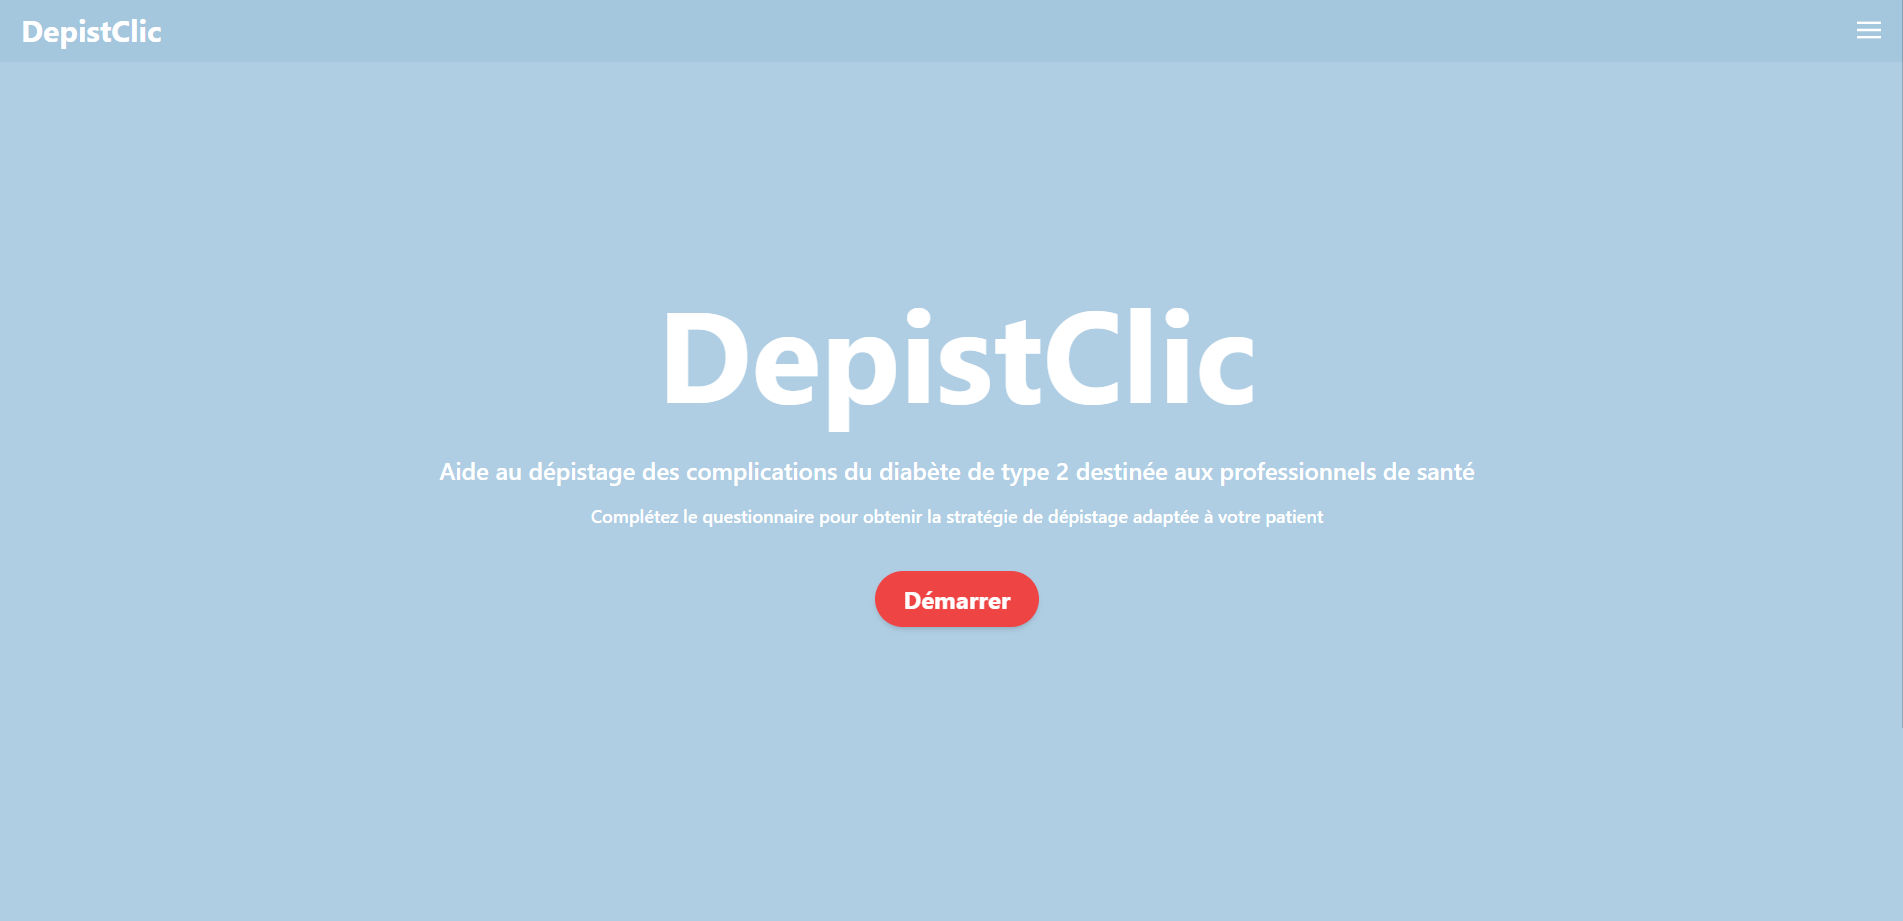 DepistClic
DepistClic
Aide au dépistage des complications du diabète de type 2 destinée aux professionnels de santé
Complétez le questionnaire pour obtenir la stratégie de dépistage adaptée à votre patient
Démarrer